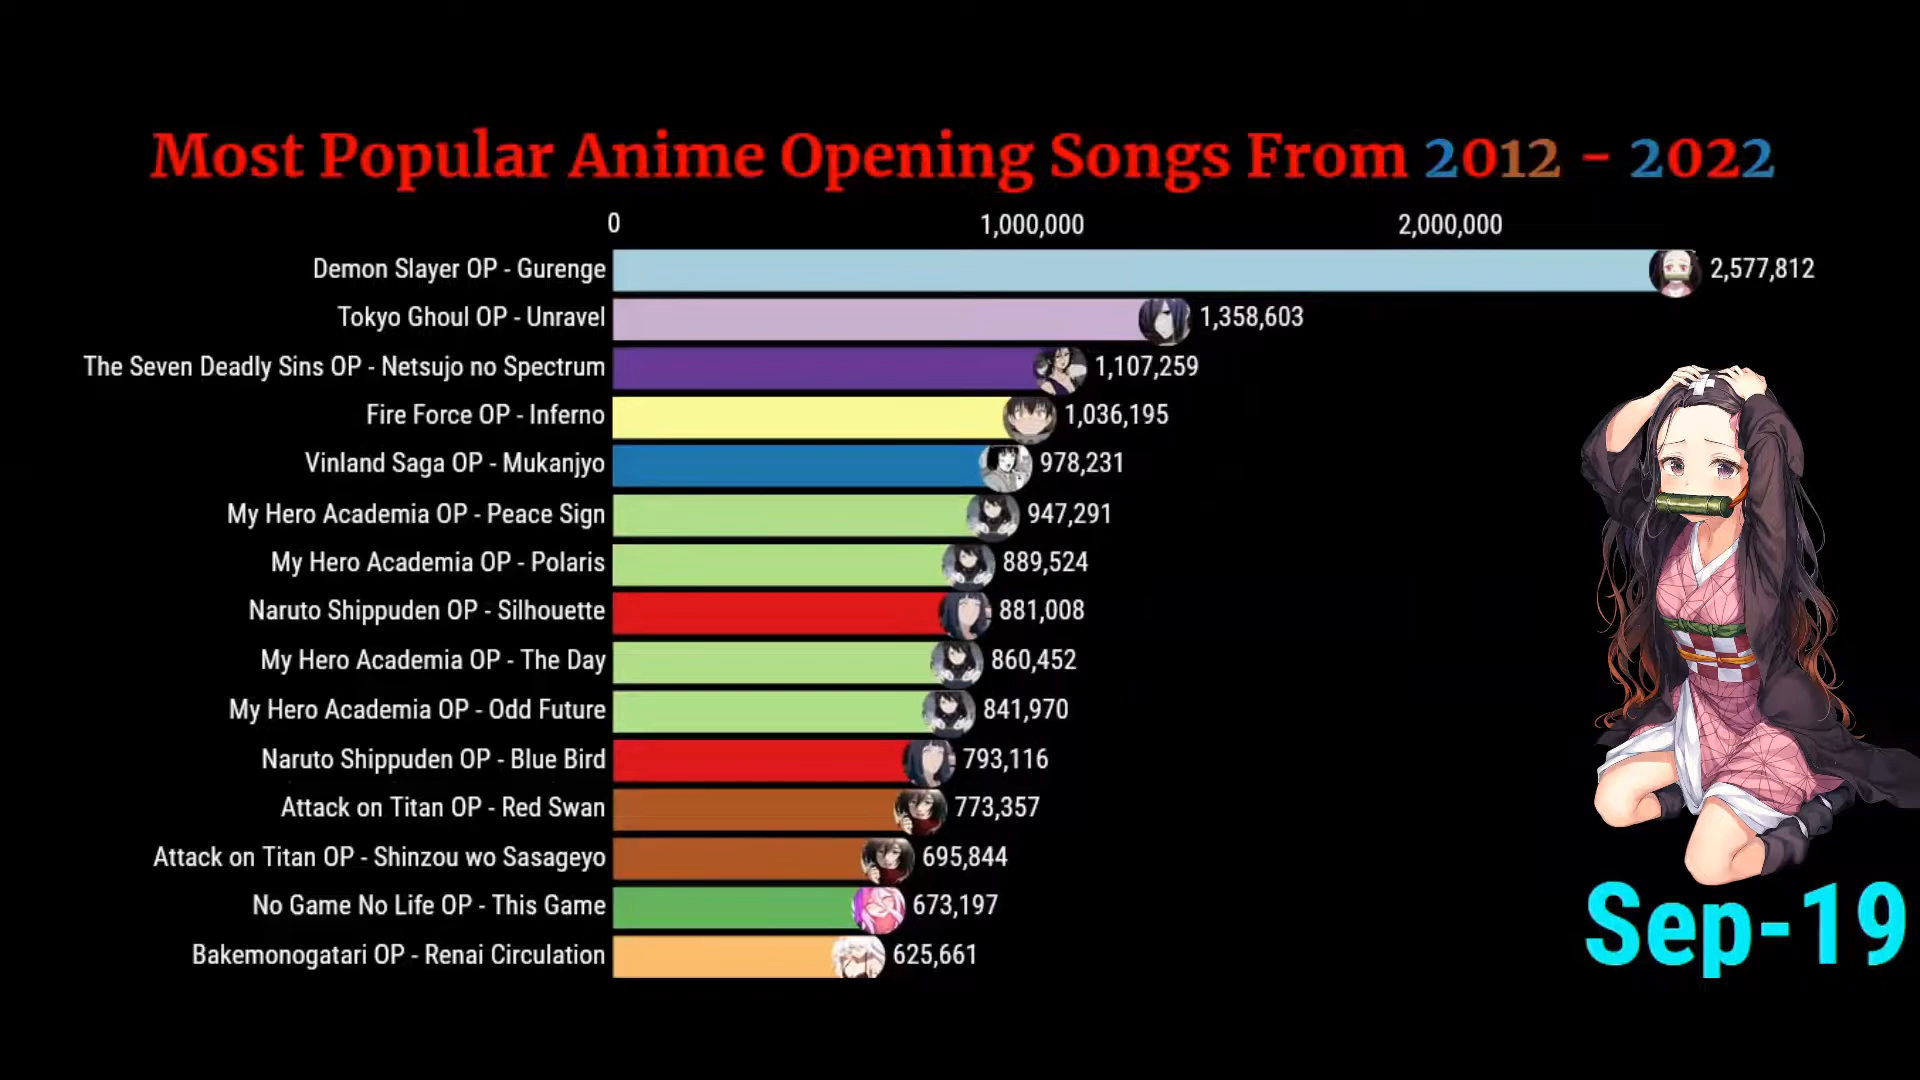 Most Popular Anime Opening Songs From 2012 - 2022
0 1,000,000 2,000,000
Demon Slayer OP - Gurenge 2,577,812
Tokyo Ghoul OP - Unravel 1,358,603
The Seven Deadly Sins OP - Netsujo no Spectrum 1,107,259
Fire Force OP - Inferno 1,036,195
Vinland Saga OP - Mukanjyo 978,231
My Hero Academia OP - Peace Sign 947,291
My Hero Academia OP - Polaris 889,524
Naruto Shippuden OP - Silhouette 881,008
My Hero Academia OP - The Day 860,452
My Hero Academia OP - Odd Future 841,970
Naruto Shippuden OP - Blue Bird 793,116
Attack on Titan OP - Red Swan 773,357
Attack on Titan OP - Shinzou wo Sasageyo 695,844
No Game No Life OP - This Game 673,197
Bakemonogatari OP - Renai Circulation 625,661
Sep-19